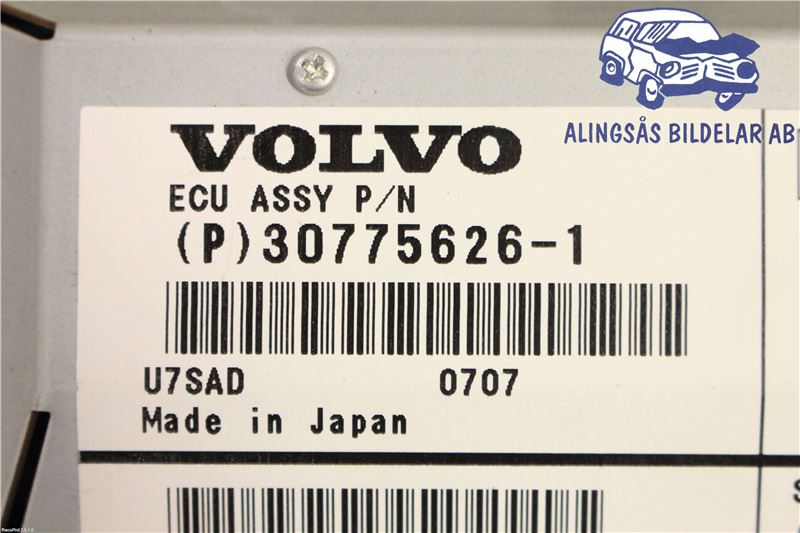 ALINGSÅS BILDELAR AB
VOLVO
ECU ASSY P/N
(P)30775626-1
U7SAD 0707
Made in Japan
S